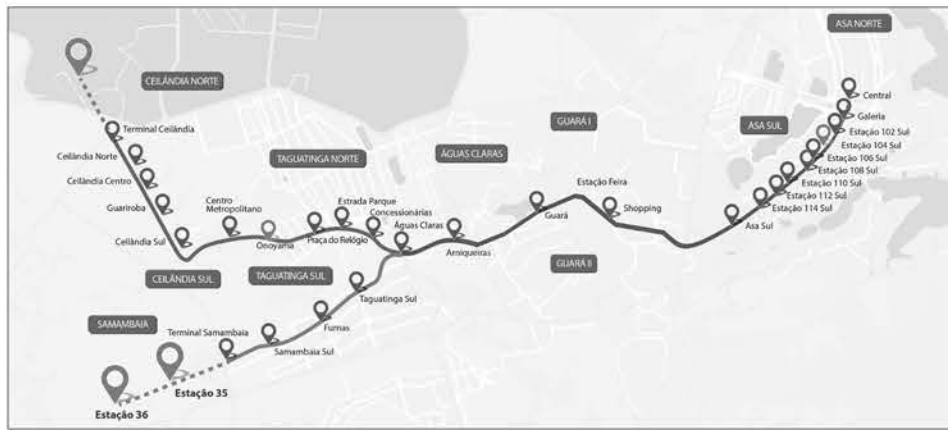 ASA NORTE
CEILÂNDIA NORTE
Central
Galeria
GUARÁ I
ASA SUL
Estação 102 Sul
Terminal Ceilândia
Estação 104 Sul
Ceilândia Norte
TAGUATINGA NORTE
ÁGUAS CLARAS
Estação 106 Sul
Estação 108 Sul
Ceilândia Centro
Estação Feira
Estação 110 Sul
Estação 112 Sul
Guariroba
Centro
Metropolitano
Estrada Parque
Concessionárias
Guará
Shopping
Estação 114 Sul
Águas Claras
Asa Sul
Ceilândia Sul
Onoyama
Praça do Relógio
Arniqueiras
CEILÂNDIA SUL
TAGUATINGA SUL
GUARÁ II
Taguatinga Sul
SAMAMBAIA
Terminal Samambaia
Furnas
Samambaia Sul
Estação 35
Estação 36